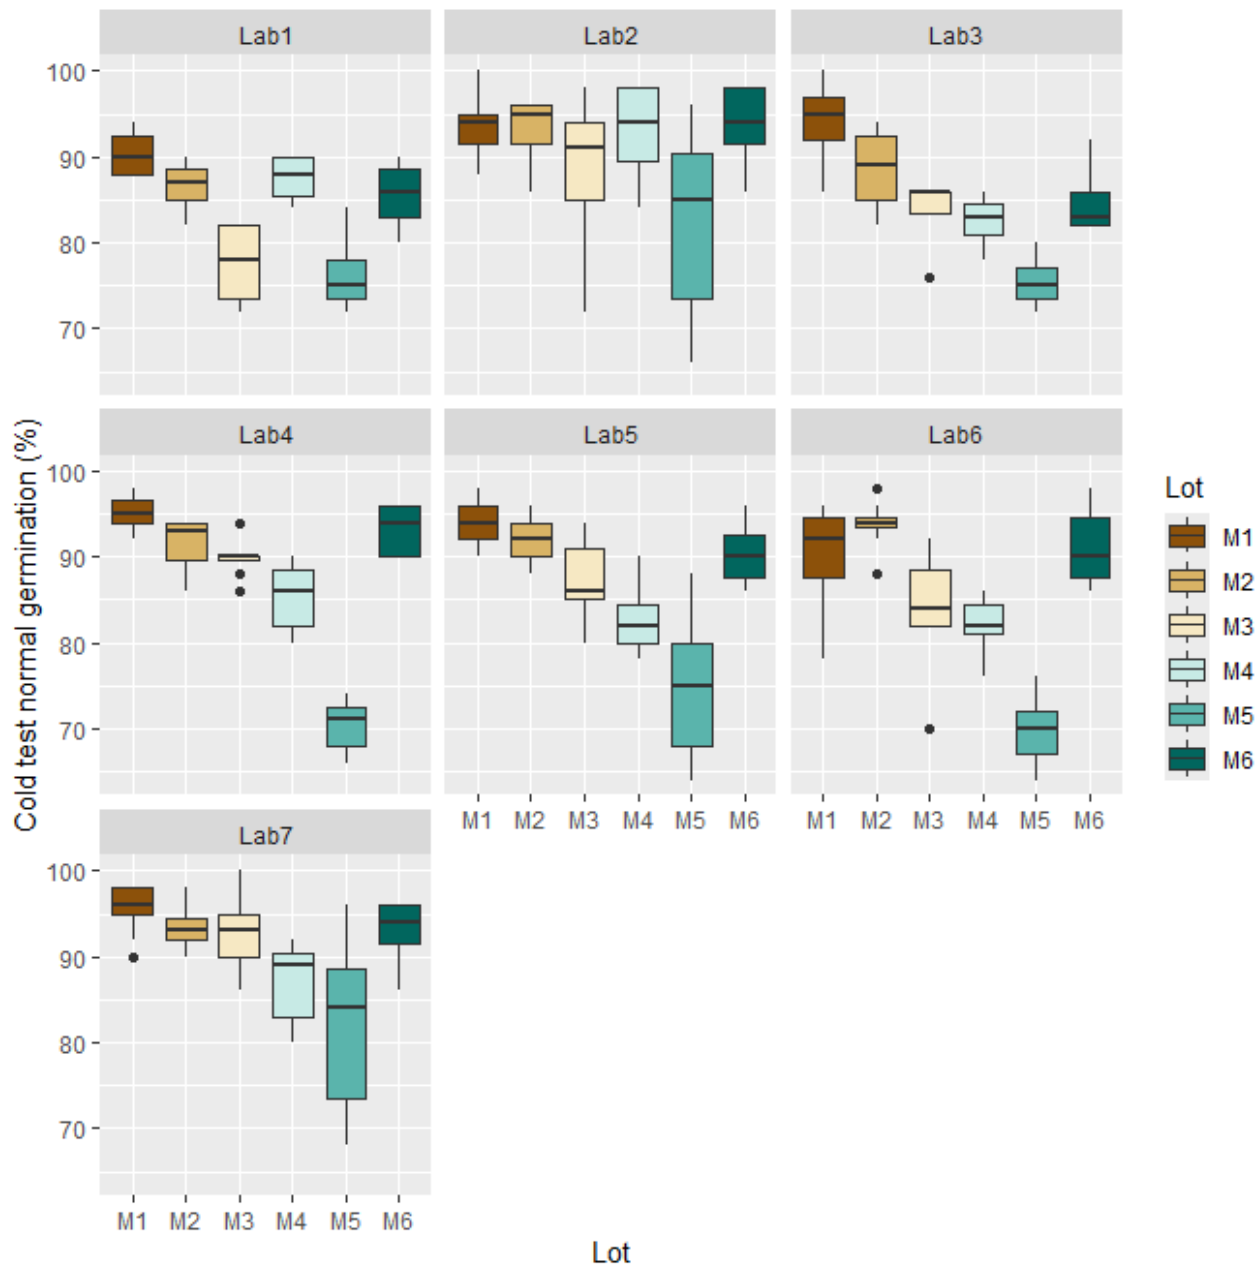 Lab1 Lab2 Lab3
100
90
80
70
Lab4 Lab5 Lab6
100
90
80
70
M1 M2 M3 M4 M5 M6 M1 M2 M3 M4 M5 M6
Lab7
100
90
80
70
M1 M2 M3 M4 M5 M6
Lot
Cold test normal germination (%)
Lot
M1
M2
M3
M4
M5
M6